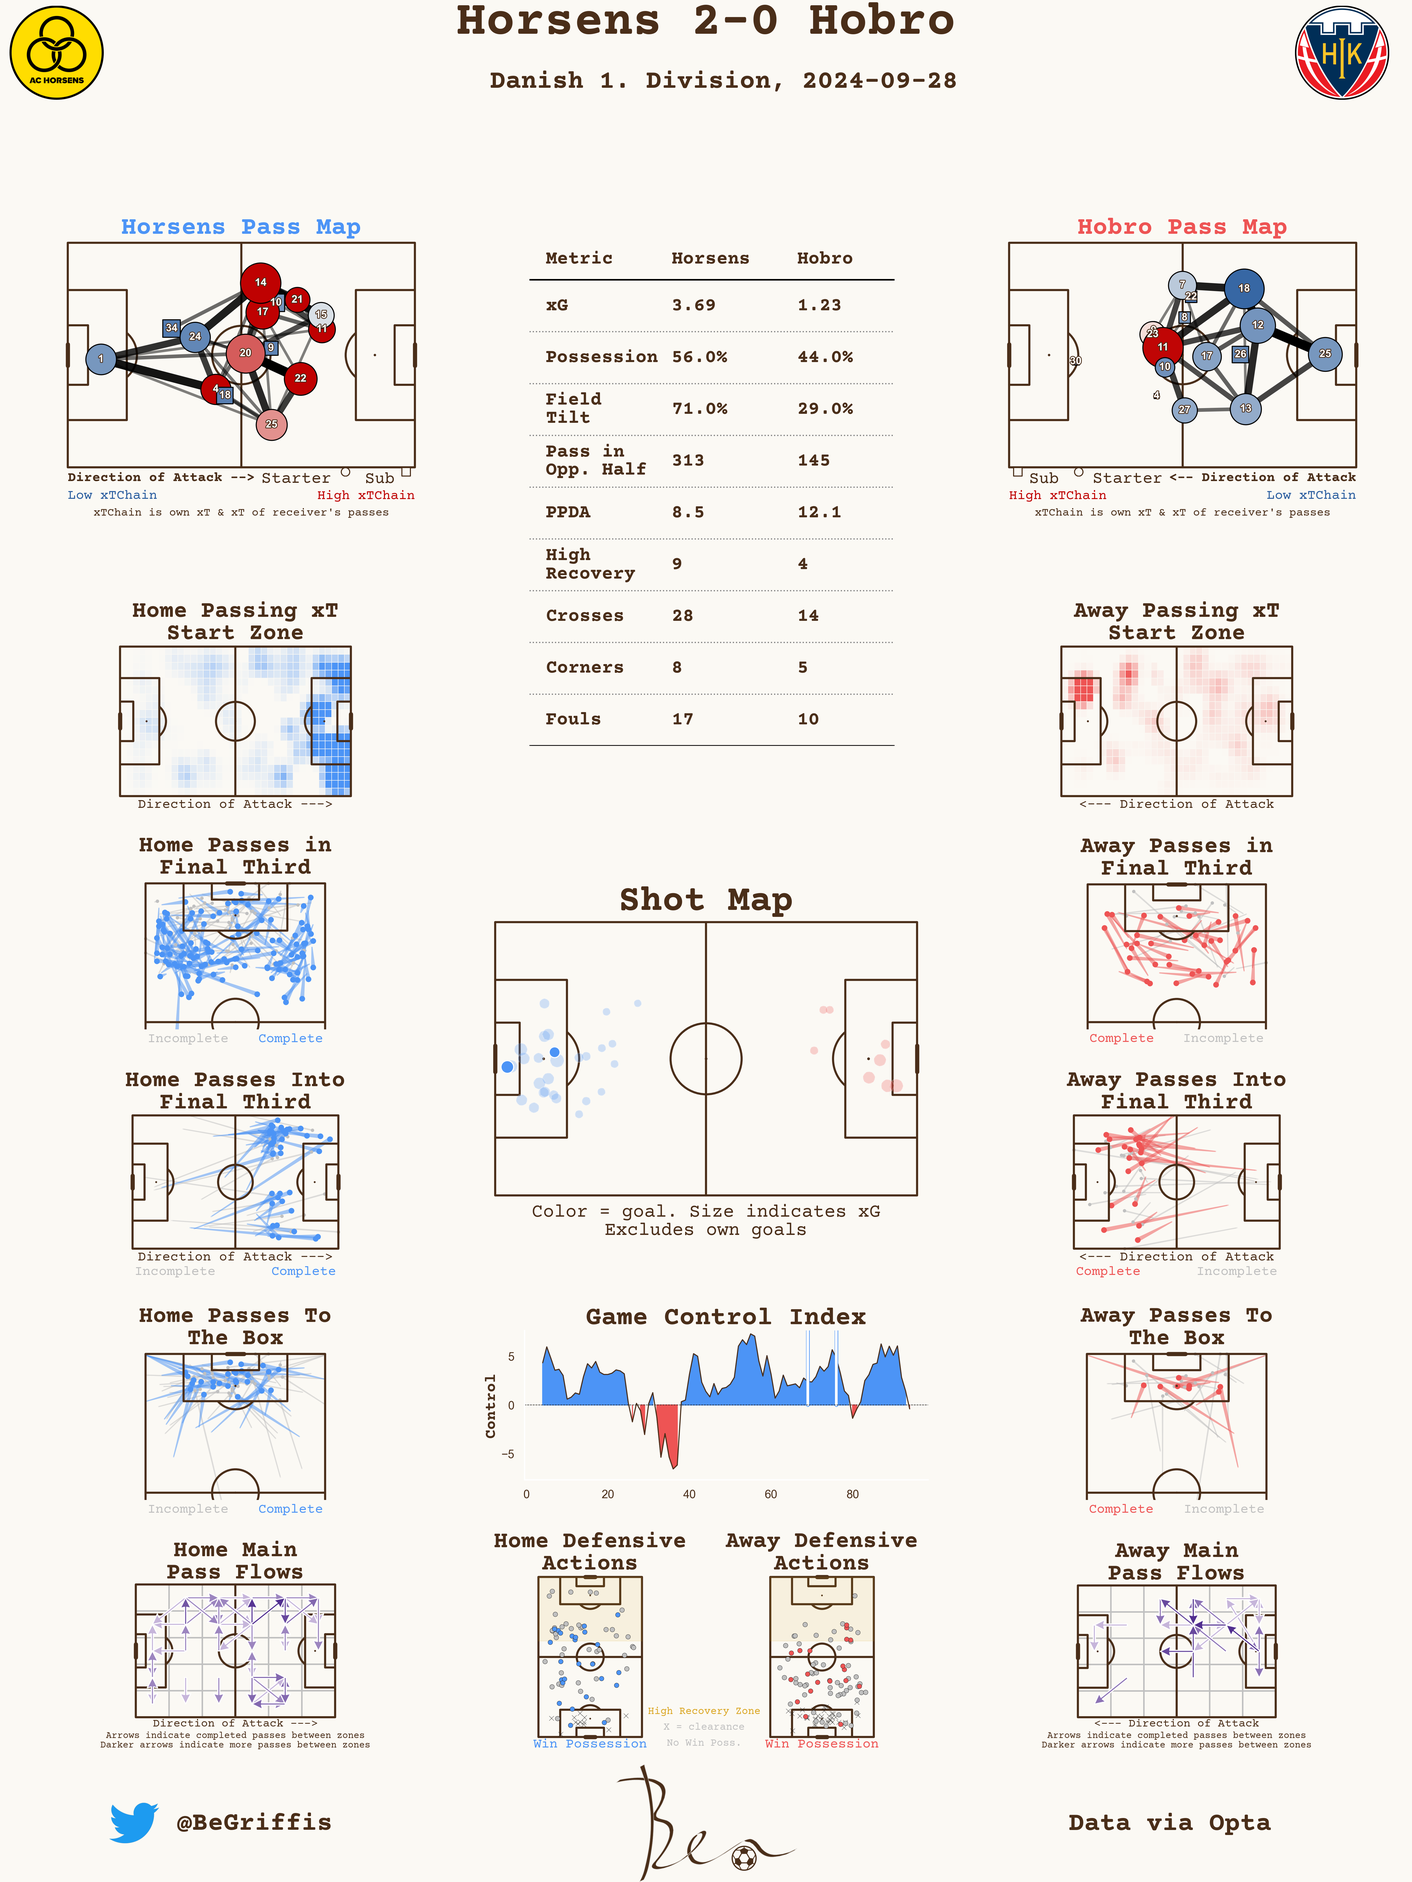 Horsens 2-0 Hobro
Danish 1. Division, 2024-09-28
AC HORSENS
HIK
Horsens Pass Map
14
10
21
17
15
11
34
24
1
20
9
22
4
18
25
Direction of Attack --> Starter Sub
Low xTChain High xTChain
xTChain is own xT & xT of receiver's passes
Metric Horsens Hobro
xG 3.69 1.23
Possession 56.0% 44.0%
Field
Tilt 71.0% 29.0%
Pass in
Opp. Half 313 145
PPDA 8.5 12.1
High
Recovery 9 4
Crosses 28 14
Corners 8 5
Fouls 17 10
Hobro Pass Map
7
22
18
8
12
23
11
17
26
25
30
10
4
27
13
Sub Starter <-- Direction of Attack
High xTChain Low xTChain
xTChain is own xT & xT of receiver's passes
Home Passing xT
Start Zone
Direction of Attack --->
Away Passing xT
Start Zone
<--- Direction of Attack
Home Passes in
Final Third
Incomplete Complete
Away Passes in
Final Third
Complete Incomplete
Shot Map
Color = goal. Size indicates xG
Excludes own goals
Home Passes Into
Final Third
Direction of Attack --->
Incomplete Complete
Away Passes Into
Final Third
<--- Direction of Attack
Complete Incomplete
Home Passes To
The Box
Incomplete Complete
Game Control Index
Control
5
0
−5
0 20 40 60 80
Away Passes To
The Box
Complete Incomplete
Home Main
Pass Flows
Direction of Attack --->
Arrows indicate completed passes between zones
Darker arrows indicate more passes between zones
Home Defensive
Actions
Win Possession
Away Defensive
Actions
Win Possession
High Recovery Zone
X = clearance
No Win Poss.
Away Main
Pass Flows
<--- Direction of Attack
Arrows indicate completed passes between zones
Darker arrows indicate more passes between zones
@BeGriffis
Ben
Data via Opta